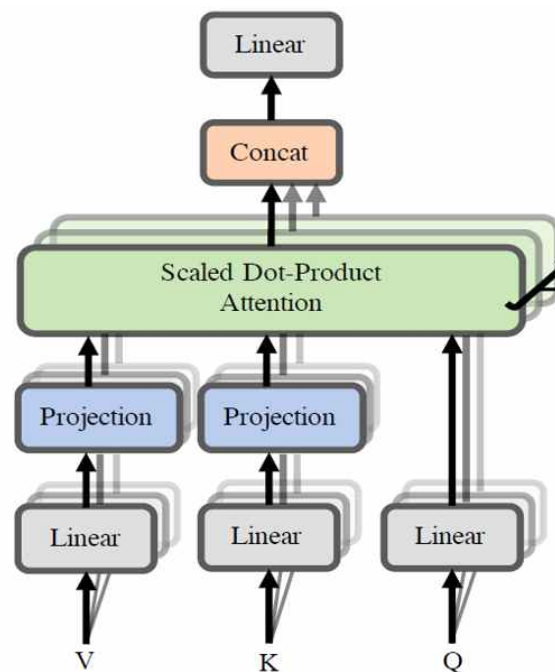 Linear
Concat
Scaled Dot-Product
Attention
Projection Projection
Linear Linear Linear
V K Q